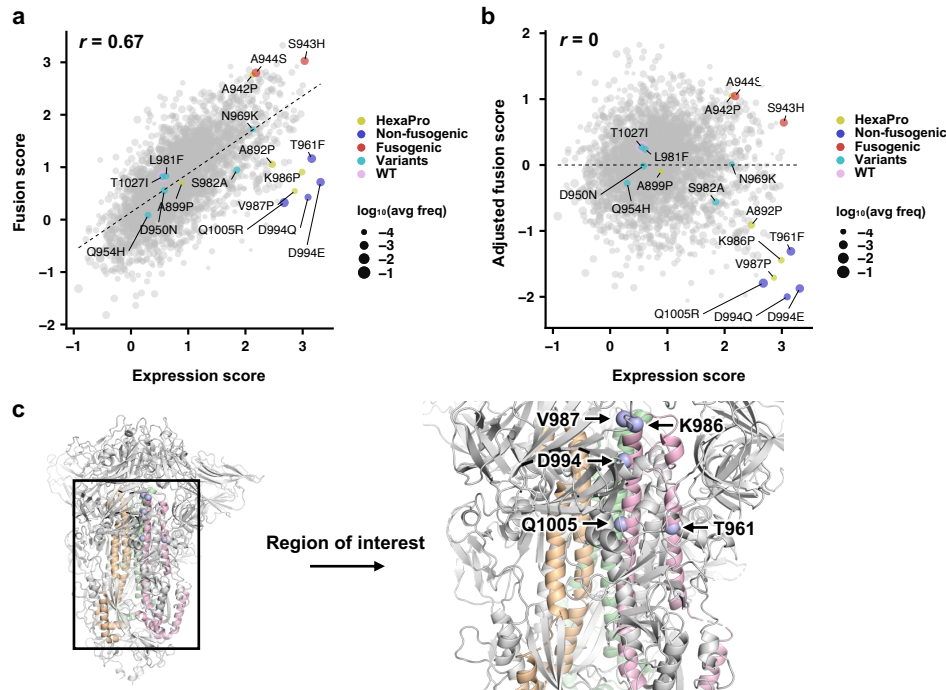 a
r = 0.67
Fusion score
3
2
1
0
−1
−2
−1
0
1
2
3
Expression score
S943H
A944S
A942P
N969K
A892P
T961F
L981F
K986P
T1027I
S982A
A899P
V987P
Q1005R
D994Q
D950N
Q954H
D994E
HexaPro
Non-fusogenic
Fusogenic
Variants
WT
log₁₀(avg freq)
−4
−3
−2
−1
b
r = 0
Adjusted fusion score
2
1
0
−1
−2
−1
0
1
2
3
Expression score
A944S
A942P
S943H
T1027I
L981F
D950N
A899P
N969K
S982A
Q954H
A892P
T961F
K986P
V987P
Q1005R
D994Q
D994E
HexaPro
Non-fusogenic
Fusogenic
Variants
WT
log₁₀(avg freq)
−4
−3
−2
−1
c
Region of interest
V987
K986
D994
Q1005
T961